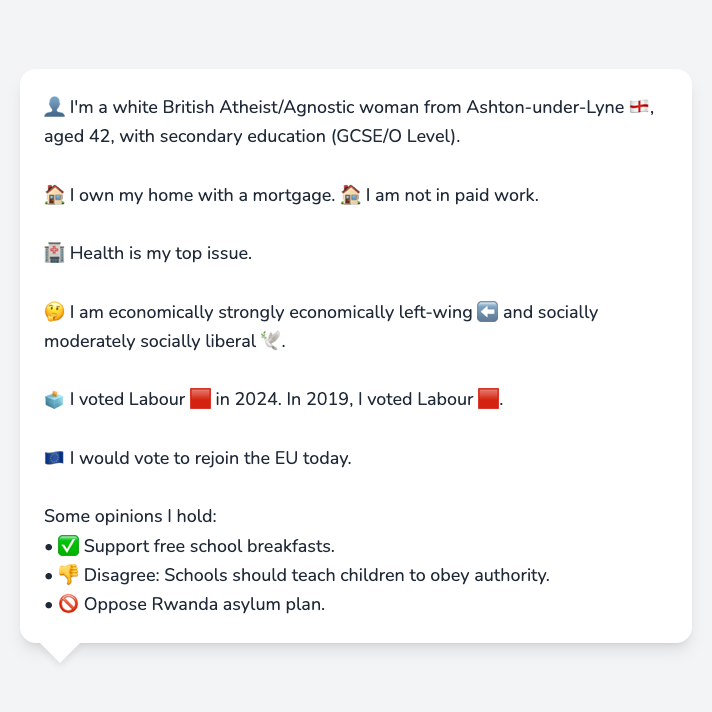 👤 I'm a white British Atheist/Agnostic woman from Ashton-under-Lyne 🏴󠁧󠁢󠁥󠁮󠁧󠁿,
aged 42, with secondary education (GCSE/O Level).
🏠 I own my home with a mortgage. 🏠 I am not in paid work.
🏥 Health is my top issue.
🤔 I am economically strongly economically left-wing ⬅️ and socially
moderately socially liberal 🕊️.
🗳️ I voted Labour 🟥 in 2024. In 2019, I voted Labour 🟥.
🇪🇺 I would vote to rejoin the EU today.
Some opinions I hold:
• ✅ Support free school breakfasts.
• 👎 Disagree: Schools should teach children to obey authority.
• 🚫 Oppose Rwanda asylum plan.